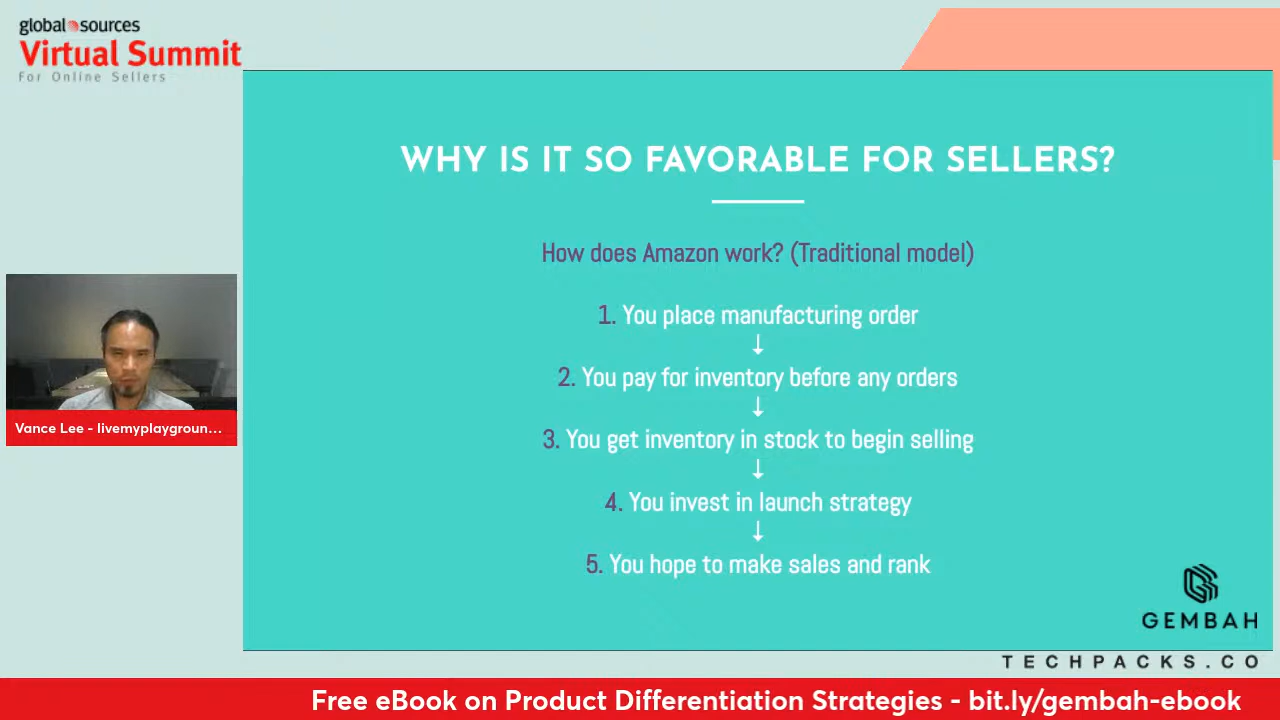 global sources
Virtual Summit
For Online Sellers
WHY IS IT SO FAVORABLE FOR SELLERS?
How does Amazon work? (Traditional model)
1. You place manufacturing order
↓
2. You pay for inventory before any orders
↓
3. You get inventory in stock to begin selling
↓
4. You invest in launch strategy
↓
5. You hope to make sales and rank
Vance Lee - livemyplaygroun...
GEMBAH
TECHPACKS.CO
Free eBook on Product Differentiation Strategies - bit.ly/gembah-ebook